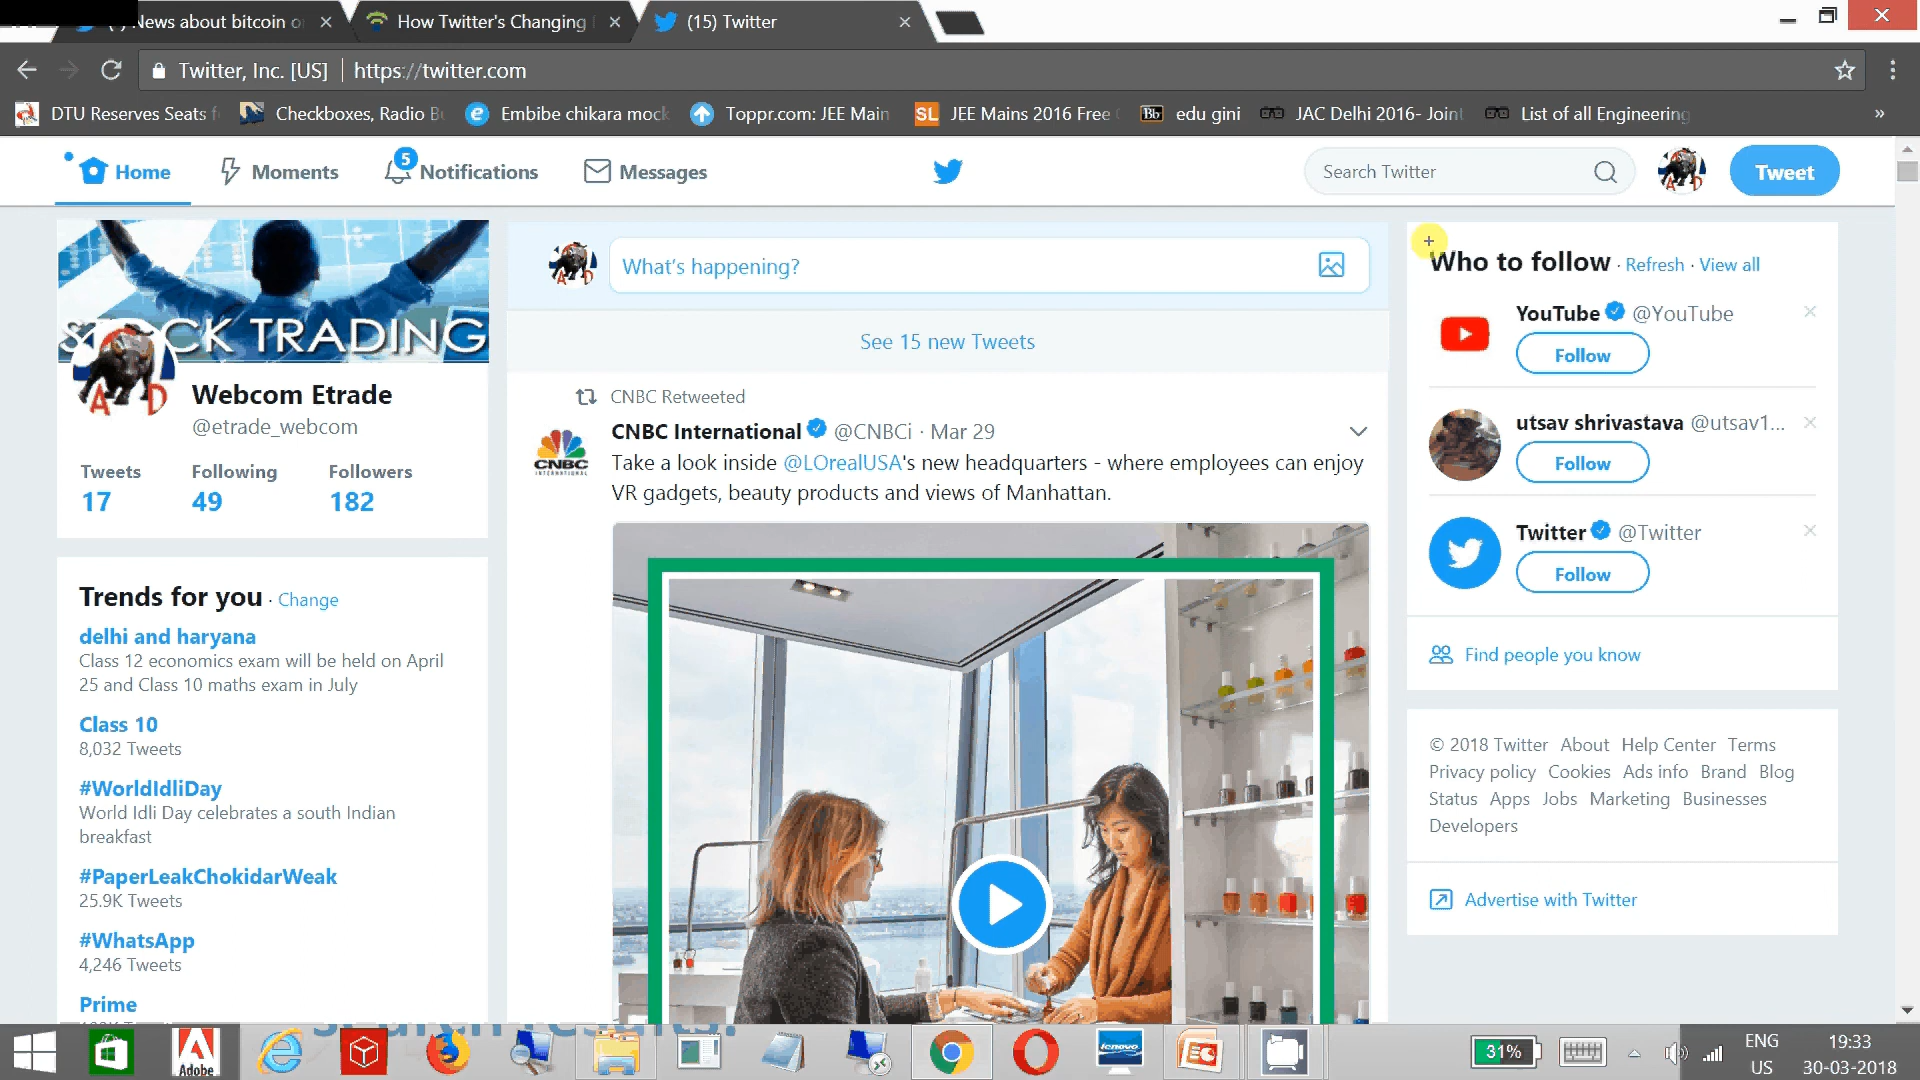 News about bitcoin o
How Twitter's Changing
(15) Twitter
Twitter, Inc. [US]
https://twitter.com
DTU Reserves Seats f
Checkboxes, Radio B
Embibe chikara mock
Toppr.com: JEE Main
SL
JEE Mains 2016 Free
Bb
edu gini
JAC Delhi 2016- Joint
List of all Engineering
»
Home
Moments
5
Notifications
Messages
Search Twitter
Tweet
STOCK TRADING
A D
Webcom Etrade
@etrade_webcom
Tweets Following Followers
17 49 182
Trends for you · Change
delhi and haryana
Class 12 economics exam will be held on April
25 and Class 10 maths exam in July
Class 10
8,032 Tweets
#WorldIdliDay
World Idli Day celebrates a south Indian
breakfast
#PaperLeakChokidarWeak
25.9K Tweets
#WhatsApp
4,246 Tweets
Prime
What's happening?
See 15 new Tweets
CNBC Retweeted
CNBC
INTERNATIONAL
CNBC International @CNBCi · Mar 29
Take a look inside @LOrealUSA's new headquarters - where employees can enjoy
VR gadgets, beauty products and views of Manhattan.
Who to follow · Refresh · View all
YouTube @YouTube
Follow
utsav shrivastava @utsav1...
Follow
Twitter @Twitter
Follow
Find people you know
© 2018 Twitter About Help Center Terms
Privacy policy Cookies Ads info Brand Blog
Status Apps Jobs Marketing Businesses
Developers
Advertise with Twitter
search results.
Adobe
lenovo
31%
ENG
US
19:33
30-03-2018